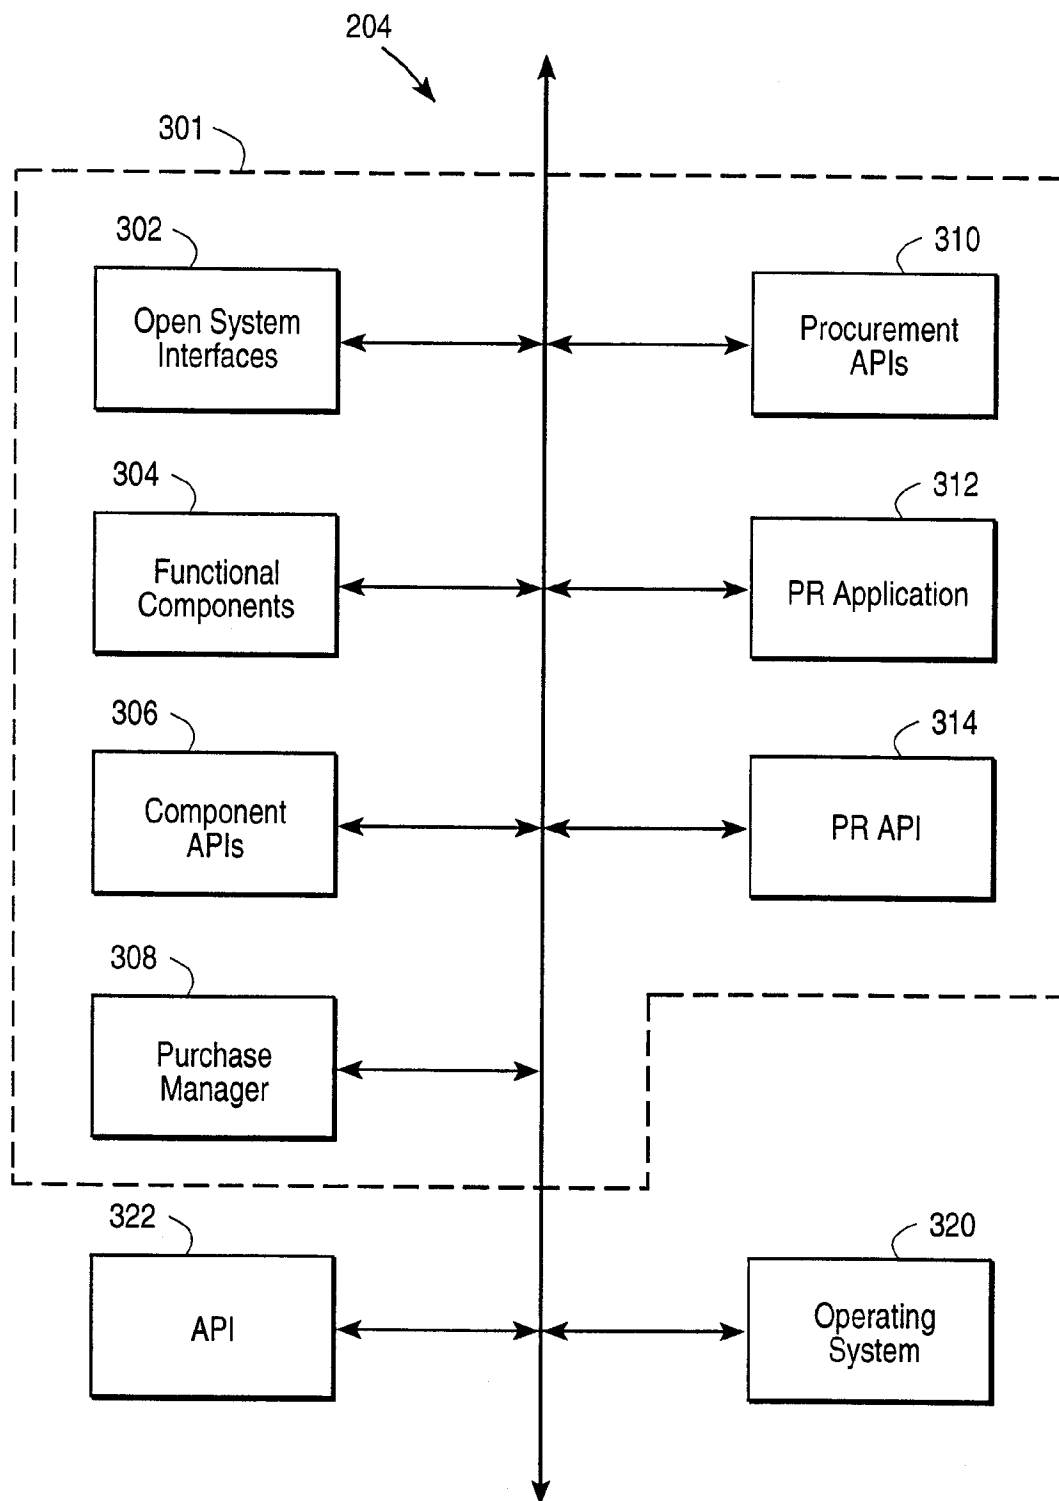 204
301
302
310
Open System
Interfaces
Procurement
APIs
304
312
Functional
Components
PR Application
306
314
Component
APIs
PR API
308
Purchase
Manager
322
320
API
Operating
System